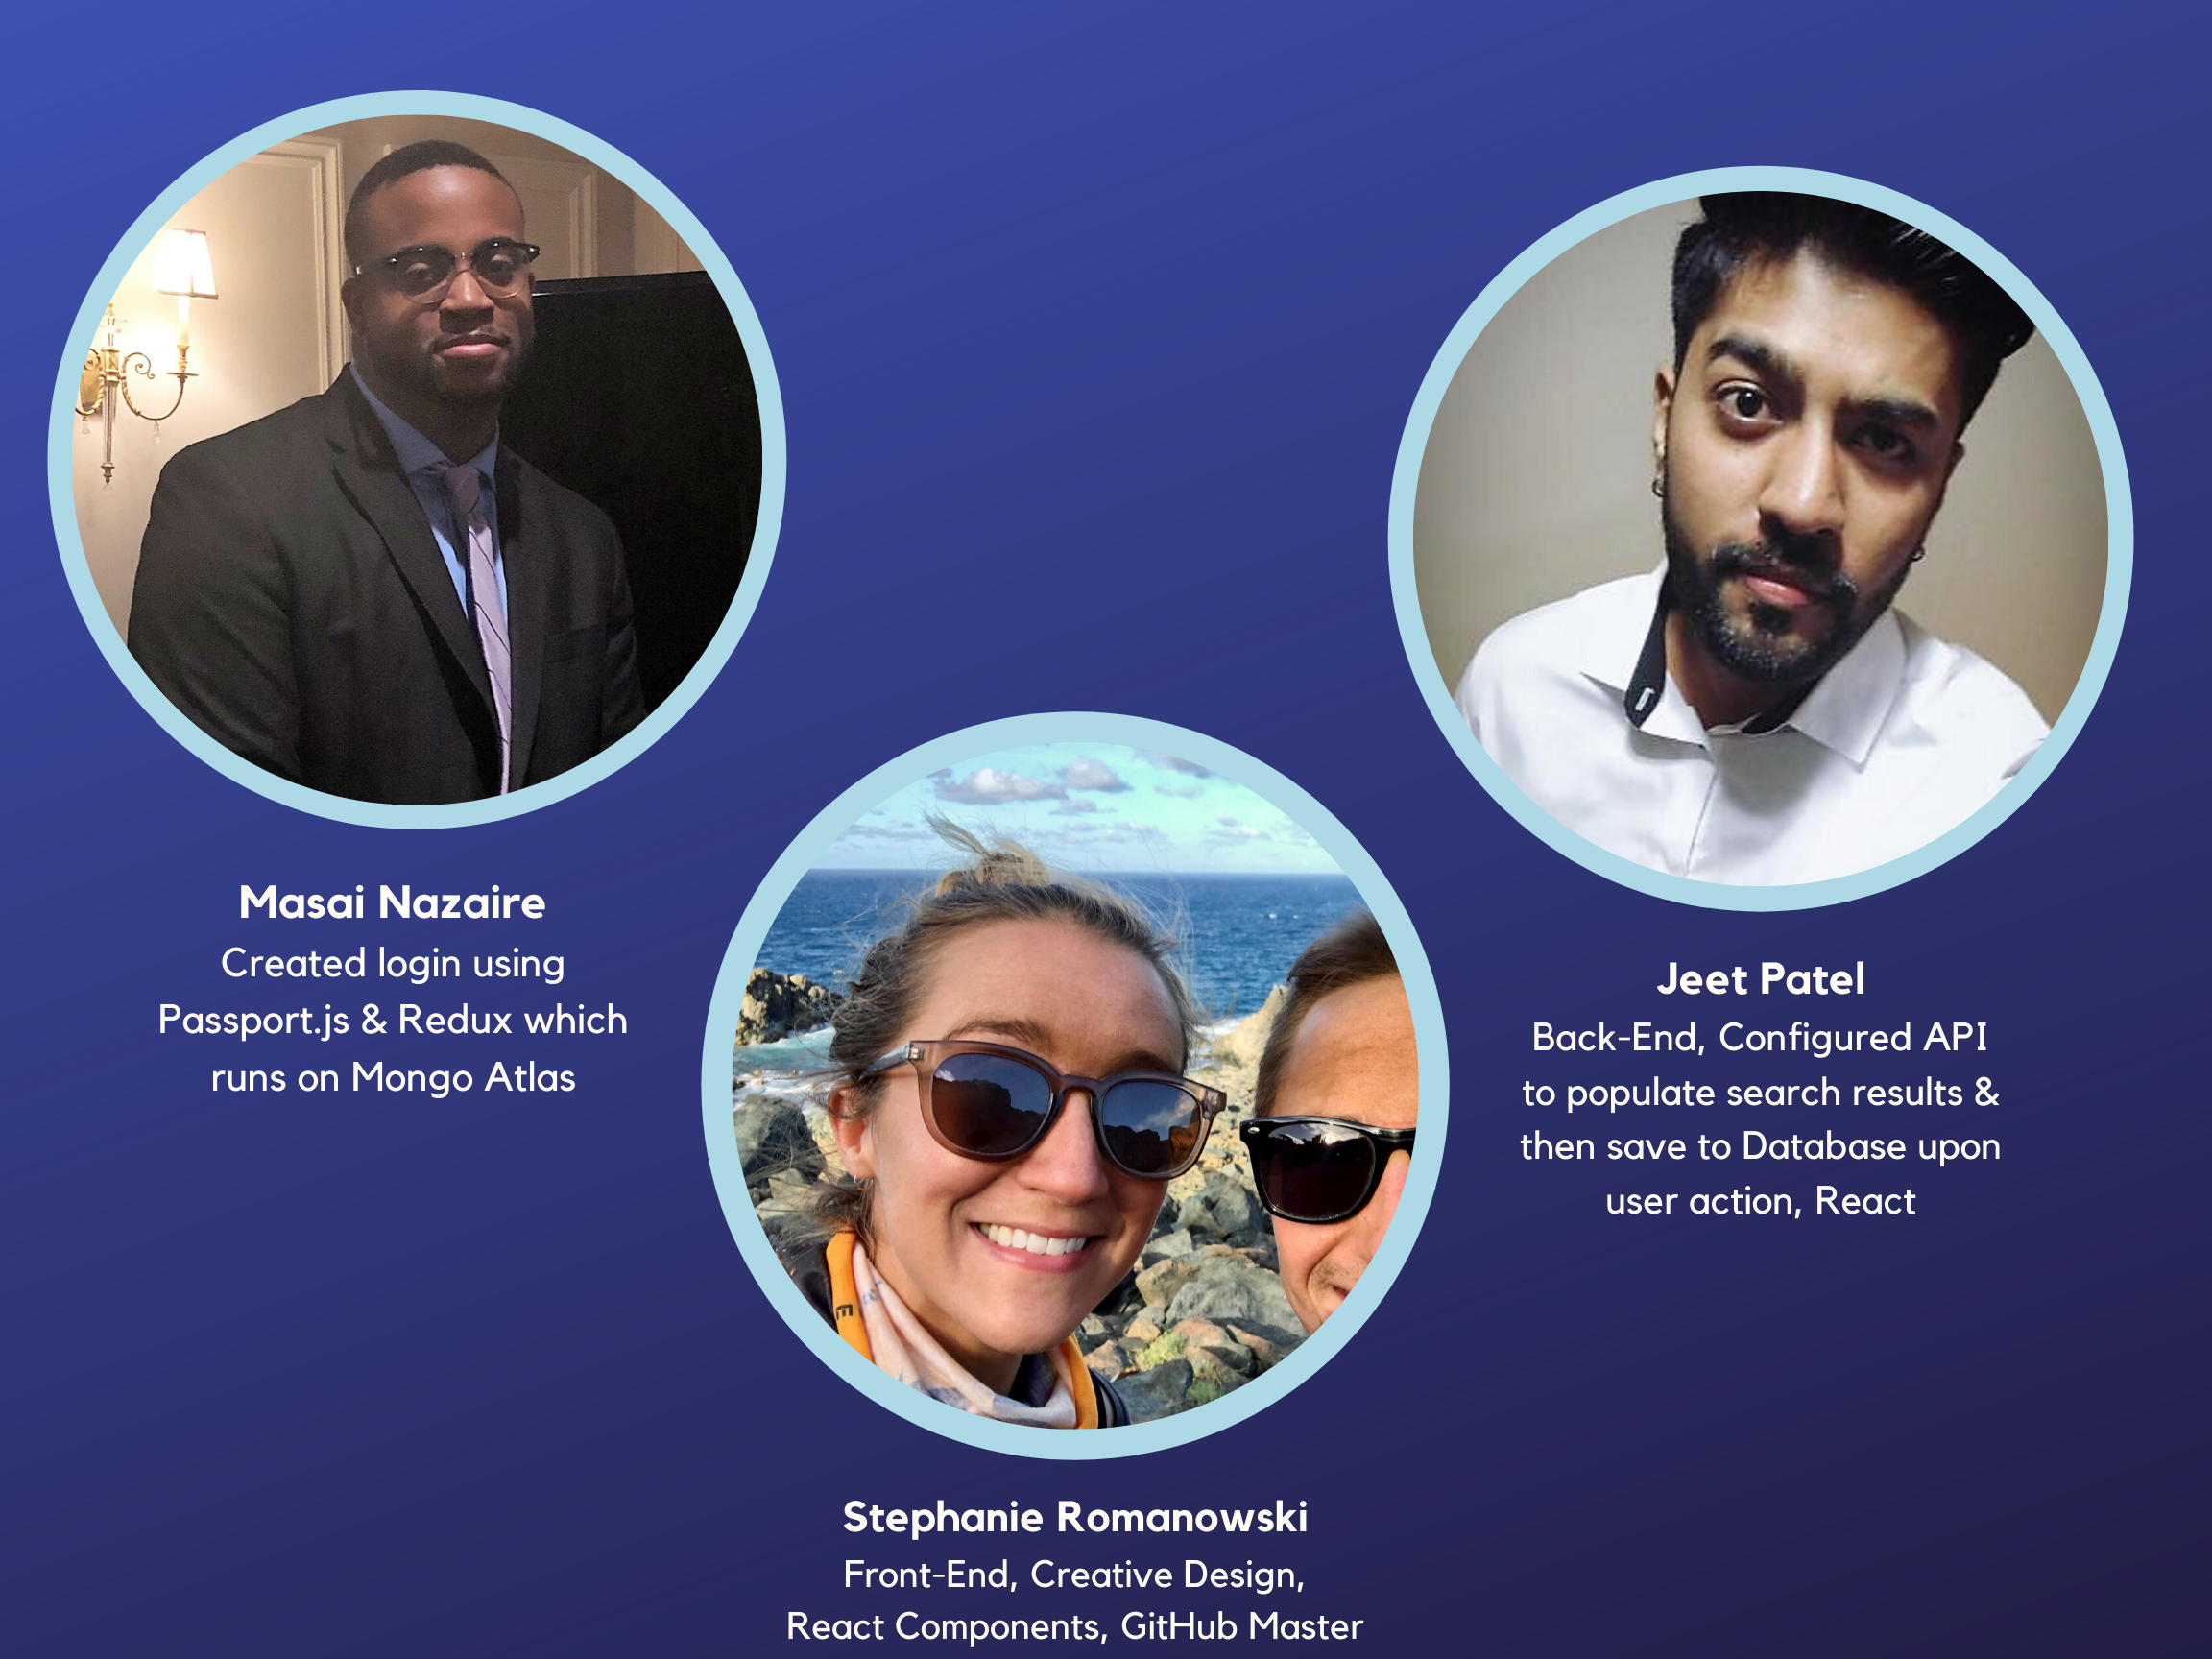 Masai Nazaire
Created login using
Passport.js & Redux which
runs on Mongo Atlas
Jeet Patel
Back-End, Configured API
to populate search results &
then save to Database upon
user action, React
Stephanie Romanowski
Front-End, Creative Design,
React Components, GitHub Master